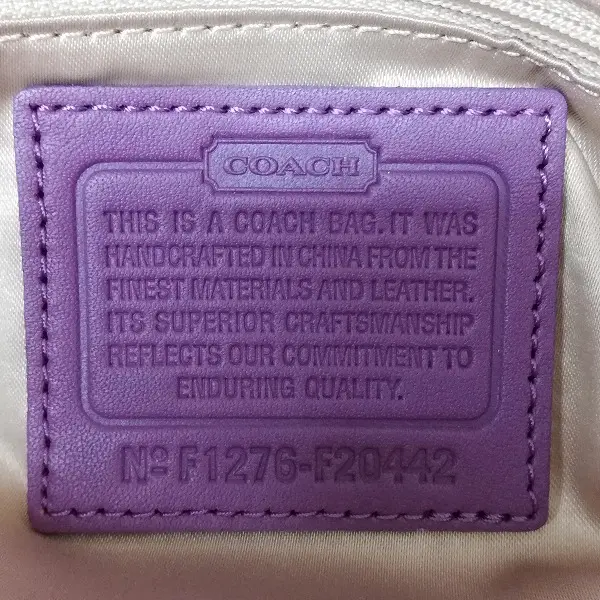 COACH
THIS IS A COACH BAG. IT WAS
HANDCRAFTED IN CHINA FROM THE
FINEST MATERIALS AND LEATHER.
ITS SUPERIOR CRAFTSMANSHIP
REFLECTS OUR COMMITMENT TO
ENDURING QUALITY.
Nº F1276-F20442